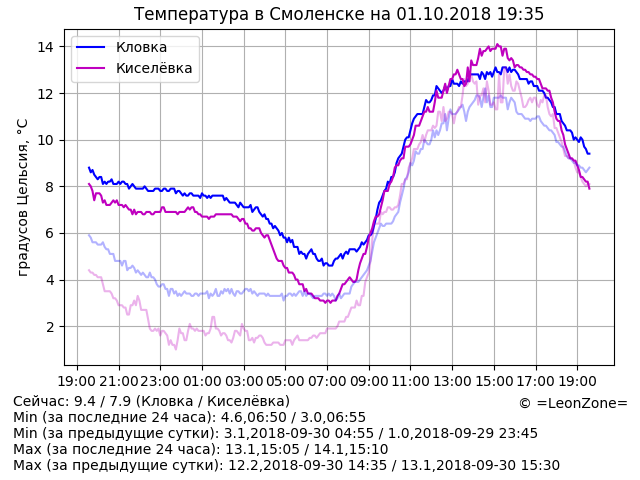 Температура в Смоленске на 01.10.2018 19:35
градусов Цельсия, °C
14
12
10
8
6
4
2
Кловка
Киселёвка
19:00 21:00 23:00 01:00 03:00 05:00 07:00 09:00 11:00 13:00 15:00 17:00 19:00
Сейчас: 9.4 / 7.9 (Кловка / Киселёвка)
© =LeonZone=
Min (за последние 24 часа): 4.6,06:50 / 3.0,06:55
Min (за предыдущие сутки): 3.1,2018-09-30 04:55 / 1.0,2018-09-29 23:45
Max (за последние 24 часа): 13.1,15:05 / 14.1,15:10
Max (за предыдущие сутки): 12.2,2018-09-30 14:35 / 13.1,2018-09-30 15:30